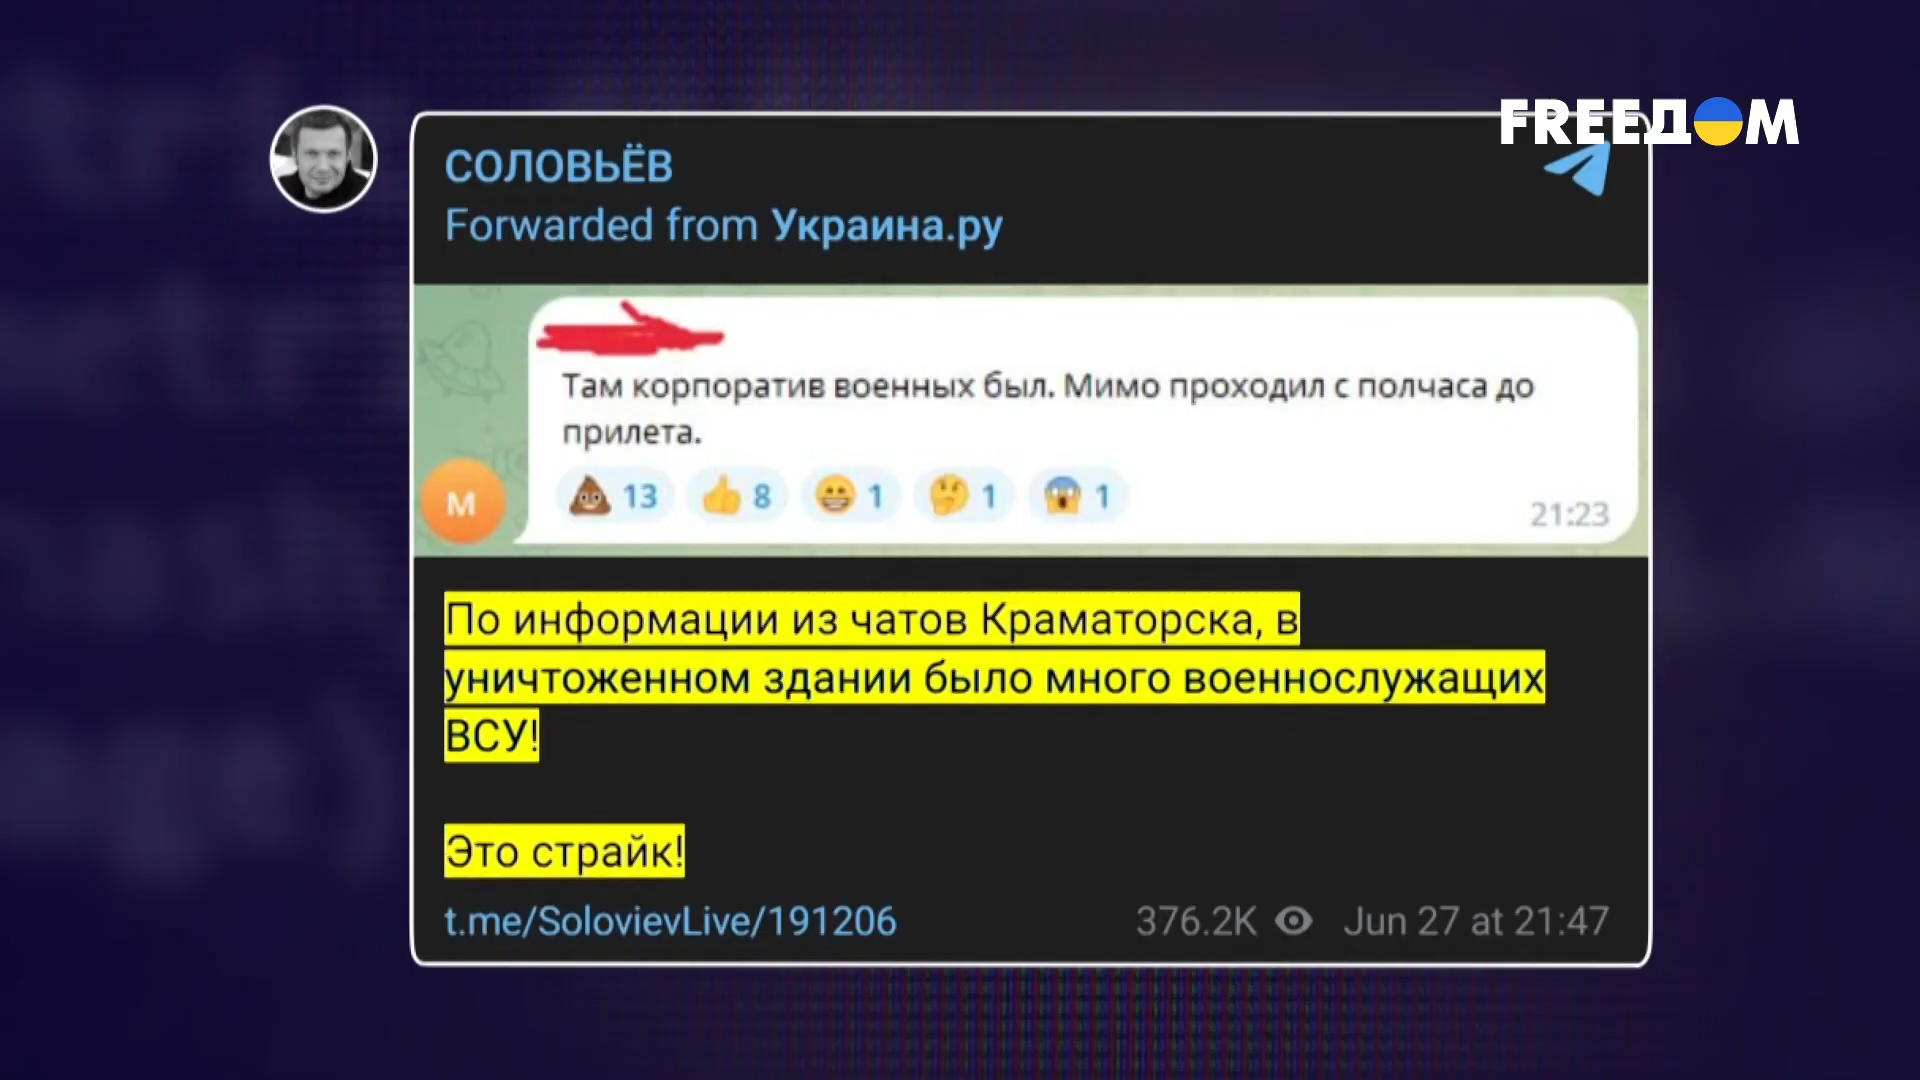 FREEДOM
СОЛОВЬЁВ
Forwarded from Украина.ру
Там корпоратив военных был. Мимо проходил с полчаса до
прилета.
М
💩 13 👍 8 😁 1 🤔 1 😱 1
21:23
По информации из чатов Краматорска, в
уничтоженном здании было много военнослужащих
ВСУ!
Это страйк!
t.me/SolovievLive/191206
376.2K Jun 27 at 21:47